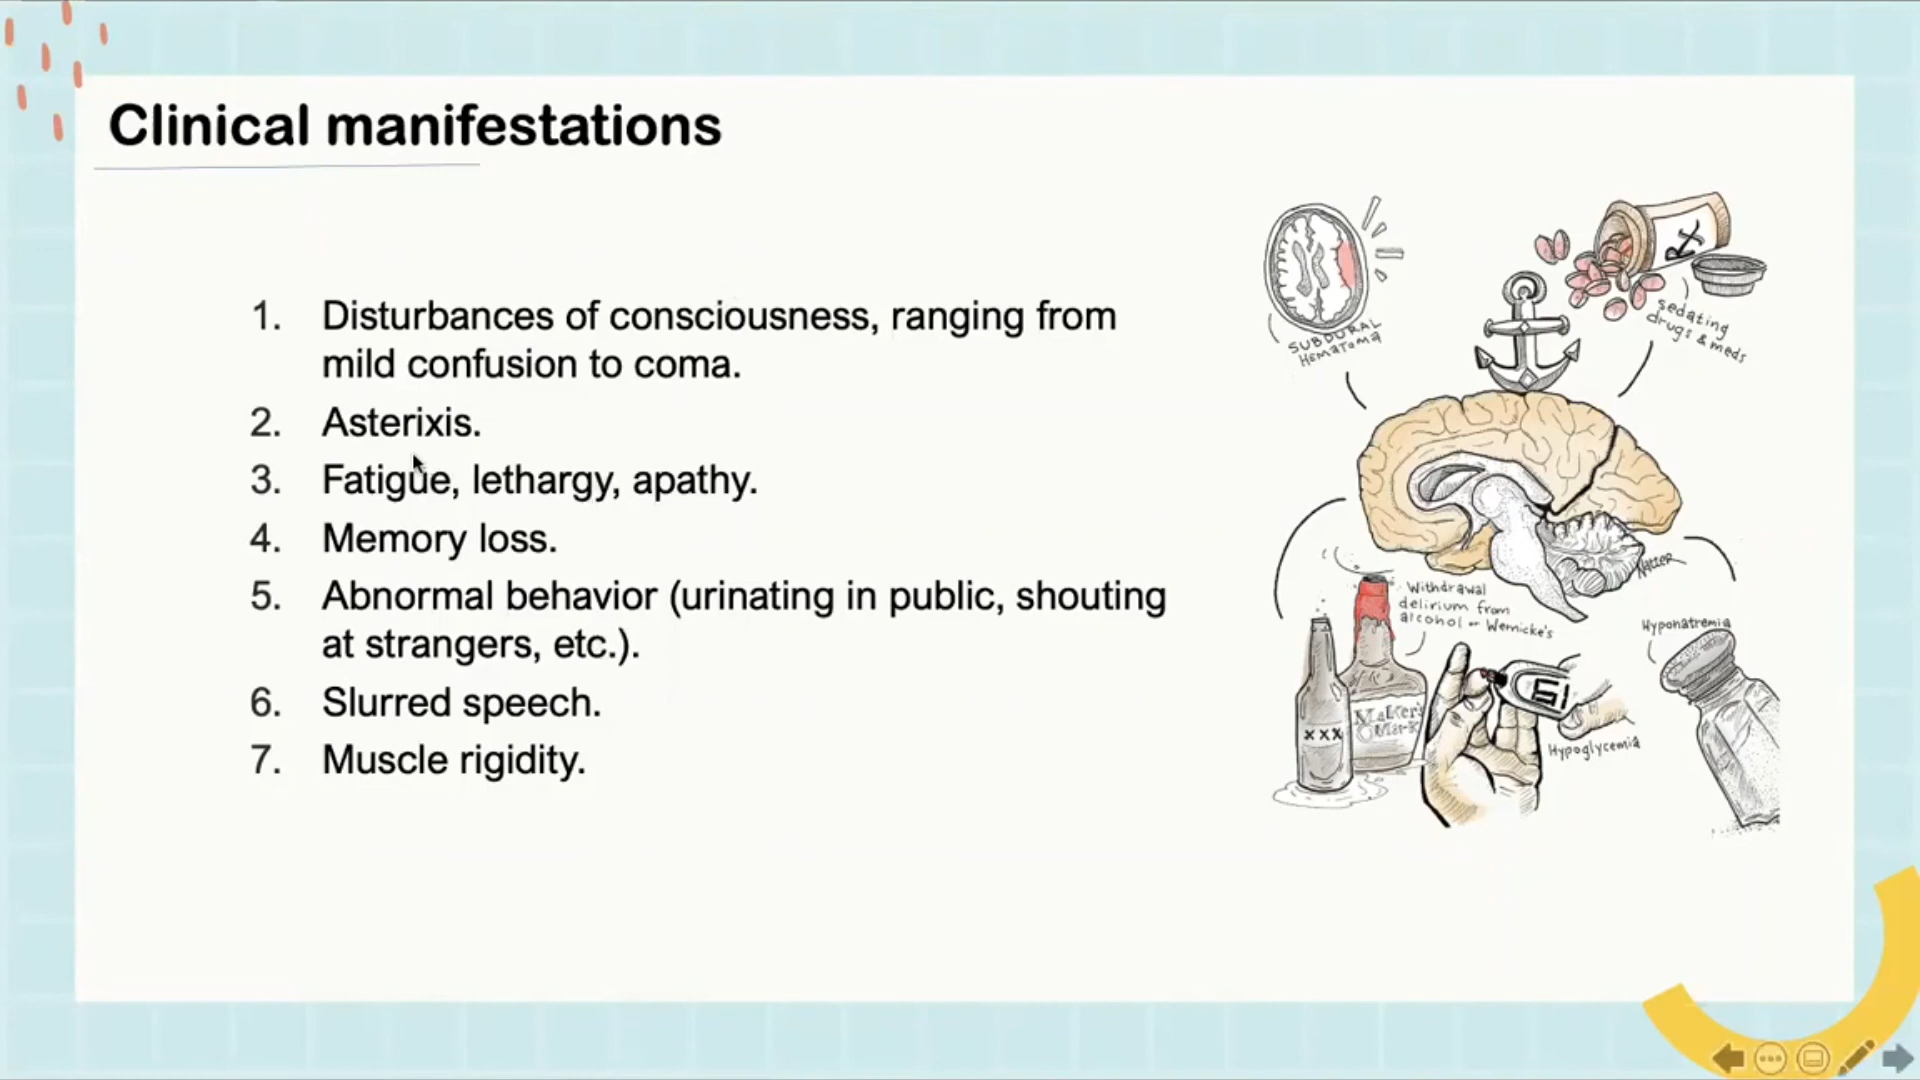 Clinical manifestations
1. Disturbances of consciousness, ranging from
mild confusion to coma.
2. Asterixis.
3. Fatigue, lethargy, apathy.
4. Memory loss.
5. Abnormal behavior (urinating in public, shouting
at strangers, etc.).
6. Slurred speech.
7. Muscle rigidity.
SUBDURAL
Hematoma
sedating
drugs & meds
Natter
Withdrawal
delirium from
alcohol or Wernicke's
Hyponatremia
XXX
Maker's
Mark
51
Hypoglycemia